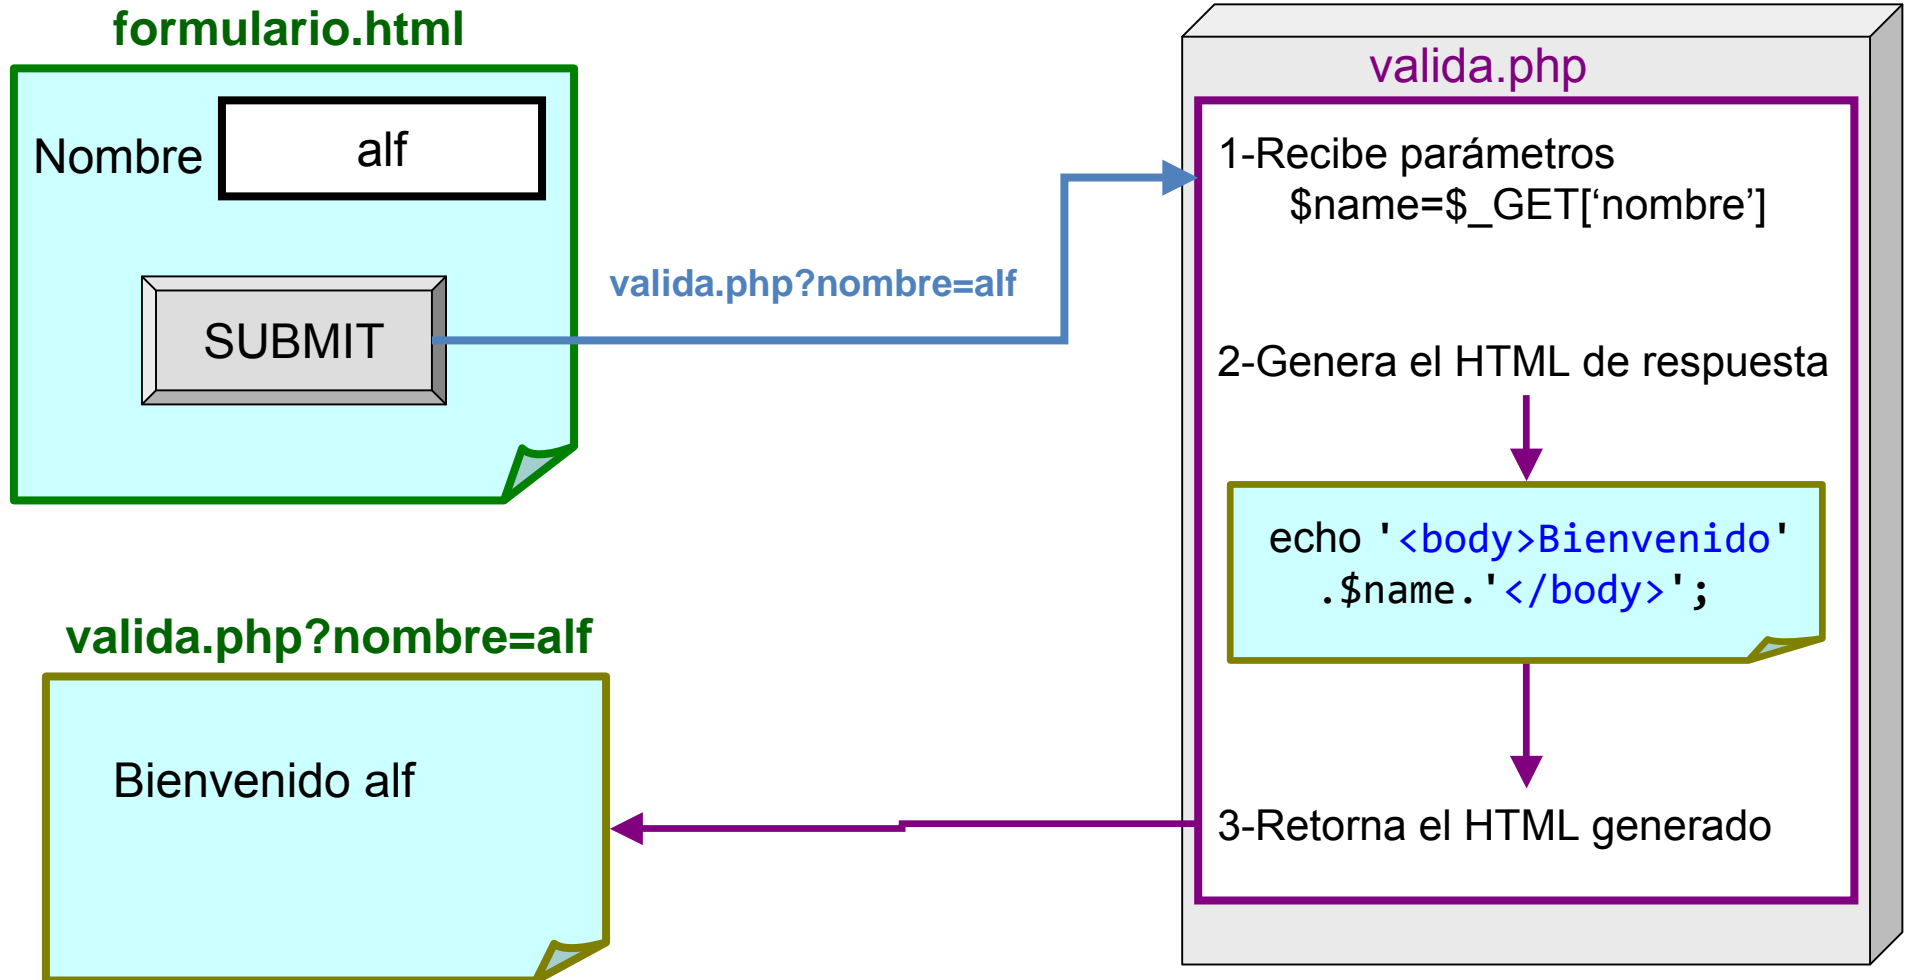 formulario.html
Nombre
alf
SUBMIT
valida.php?nombre=alf
valida.php
1-Recibe parámetros
$name=$_GET[‘nombre’]
2-Genera el HTML de respuesta
echo '<body>Bienvenido'
.$name.'</body>';
3-Retorna el HTML generado
valida.php?nombre=alf
Bienvenido alf